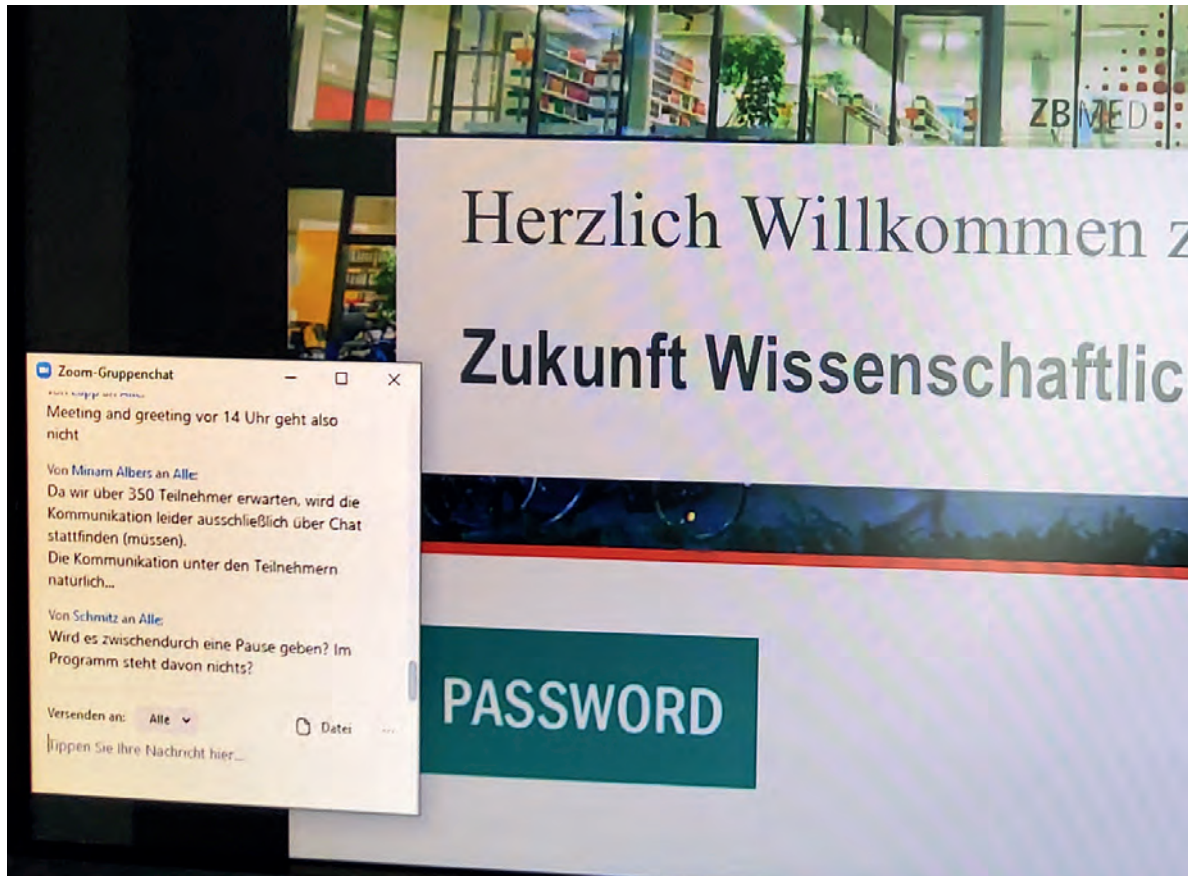 ZB MED
Herzlich Willkommen z
Zukunft Wissenschaftlic
Zoom-Gruppenchat
Meeting and greeting vor 14 Uhr geht also
nicht
Von Miriam Albers an Alle:
Da wir über 350 Teilnehmer erwarten, wird die
Kommunikation leider ausschließlich über Chat
stattfinden (müssen).
Die Kommunikation unter den Teilnehmern
natürlich...
Von Schmitz an Alle:
Wird es zwischendurch eine Pause geben? Im
Programm steht davon nichts?
Versenden an: Alle
Datei
...
Tippen Sie Ihre Nachricht hier...
PASSWORD